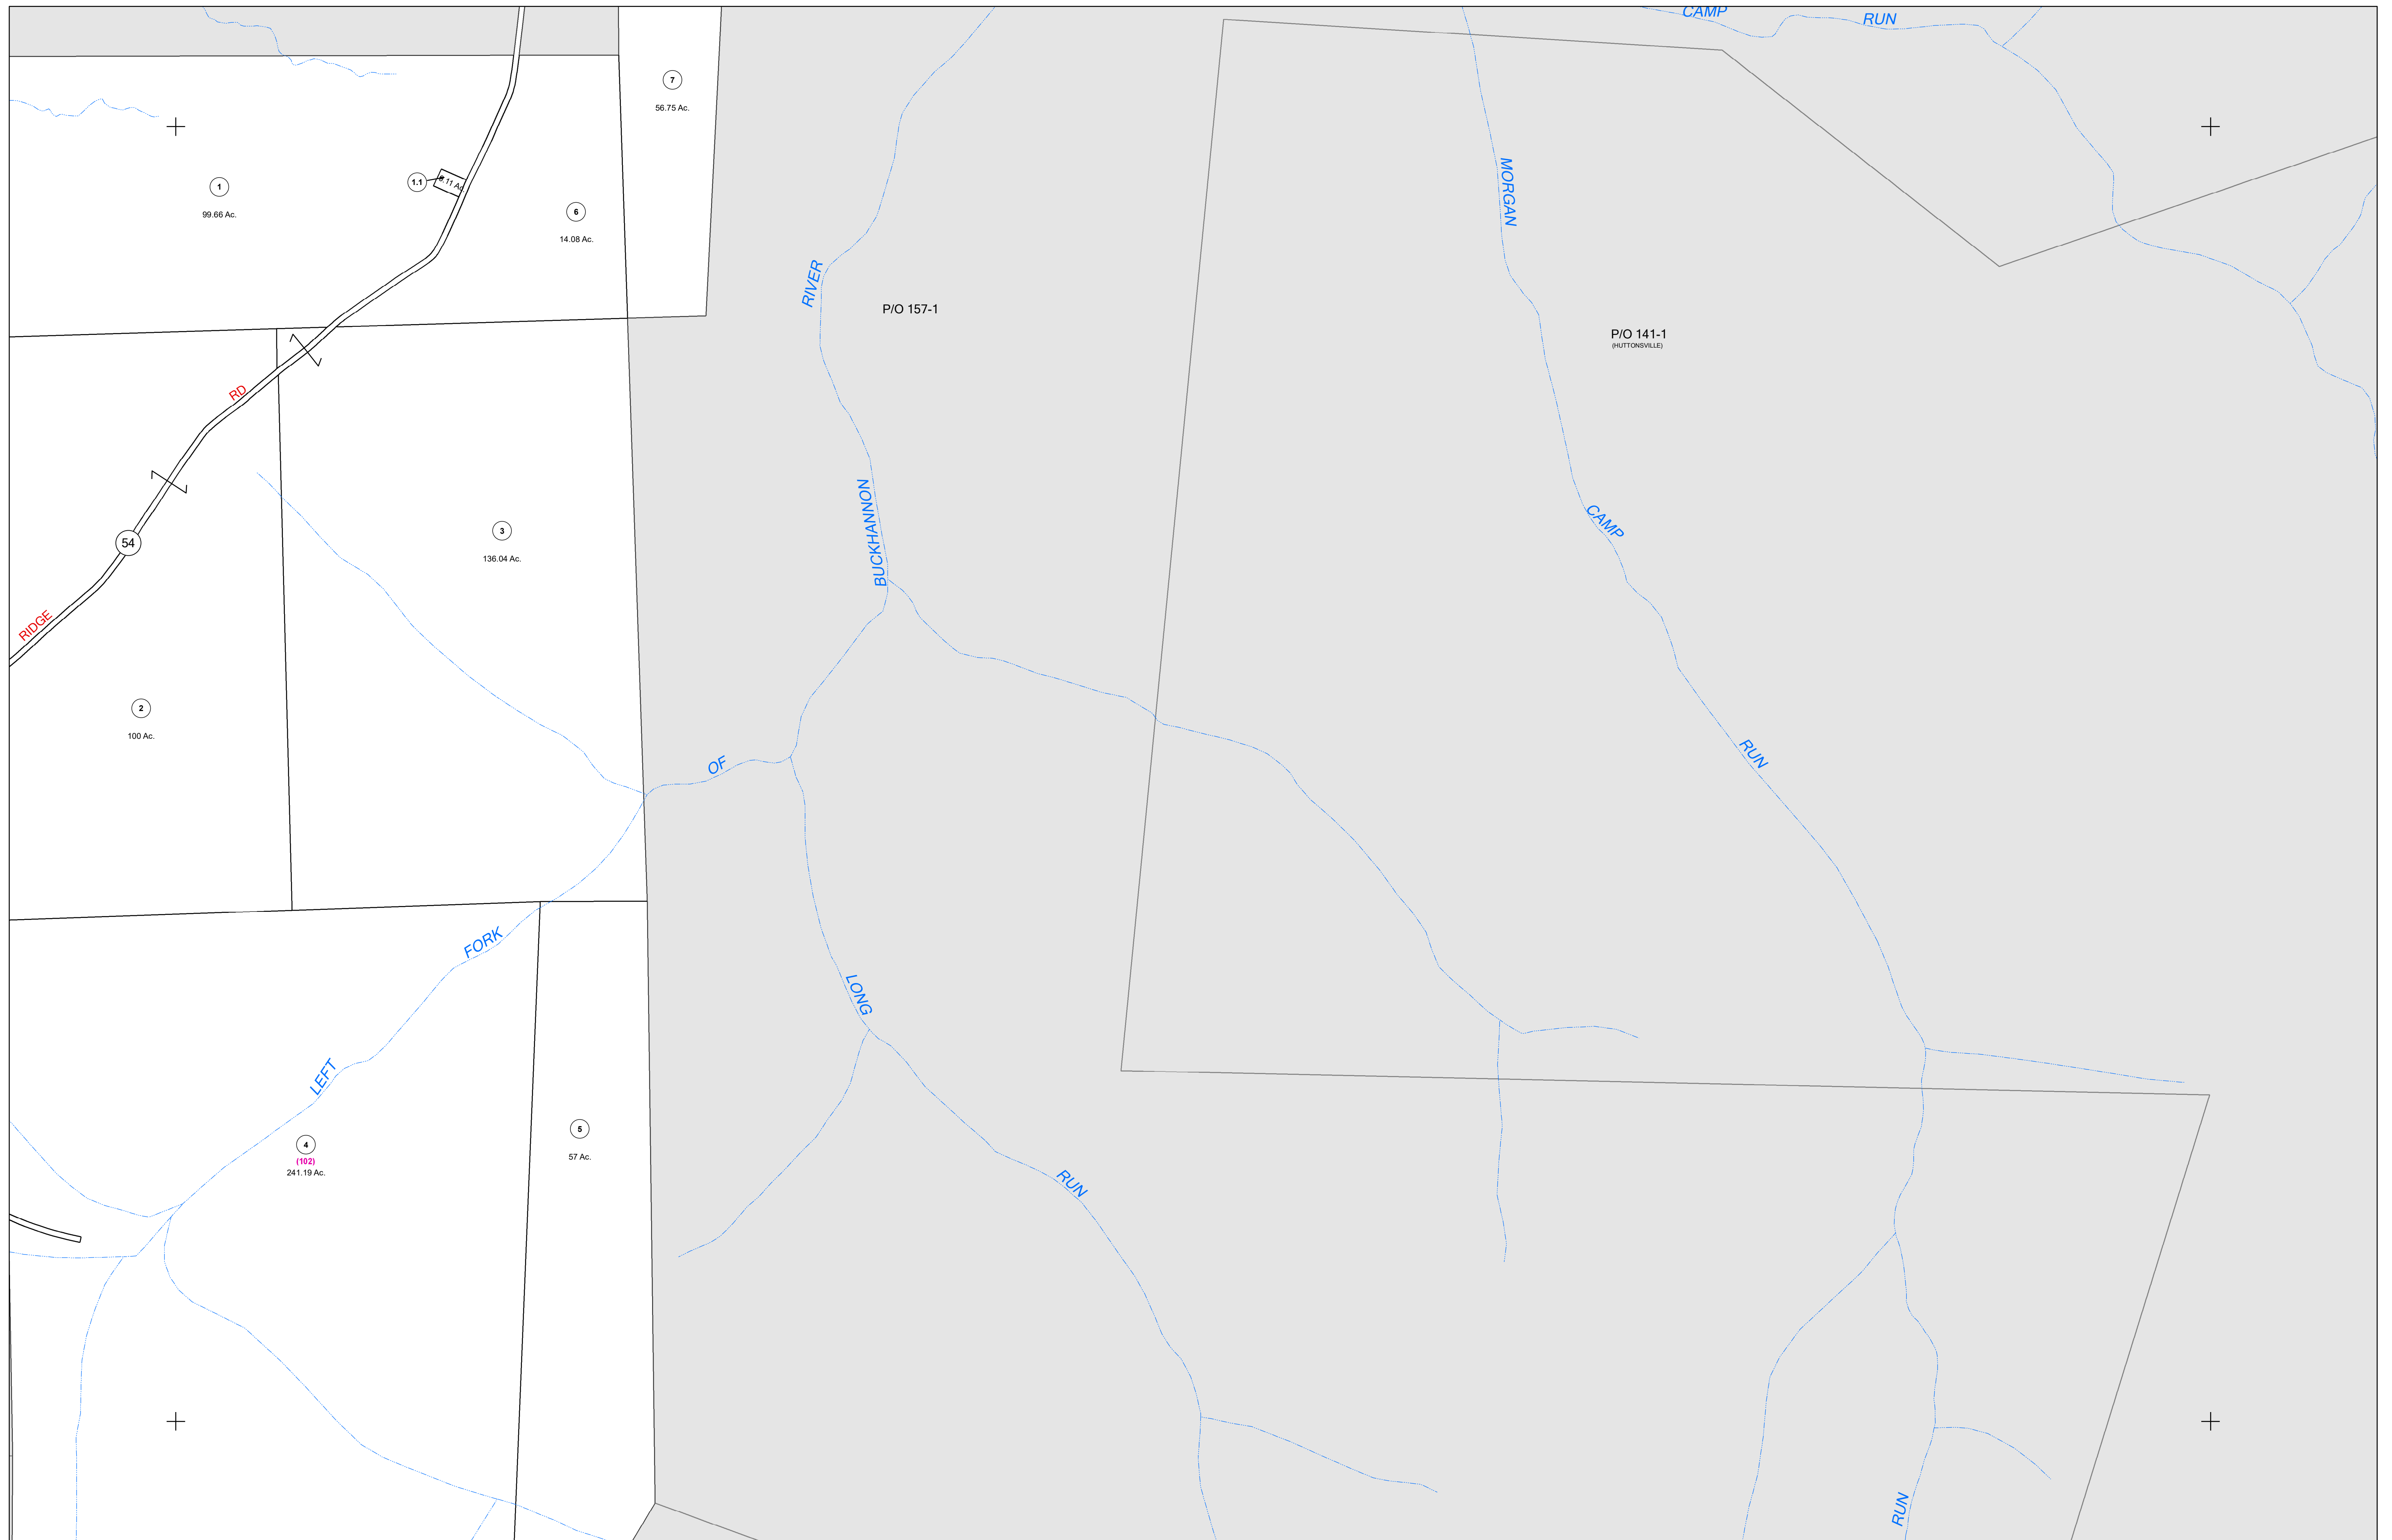 CAMP RUN
7
56.75 Ac.
1
99.66 Ac.
1.1
6
14.08 Ac.
MORGAN
RIVER
P/O 157-1
P/O 141-1
(HUTTONSVILLE)
RD
54
3
136.04 Ac.
BUCKHANNON
CAMP
RIDGE
2
100 Ac.
OF
RUN
FORK
LONG
LEFT
4
(102)
241.19 Ac.
5
57 Ac.
RUN
RUN